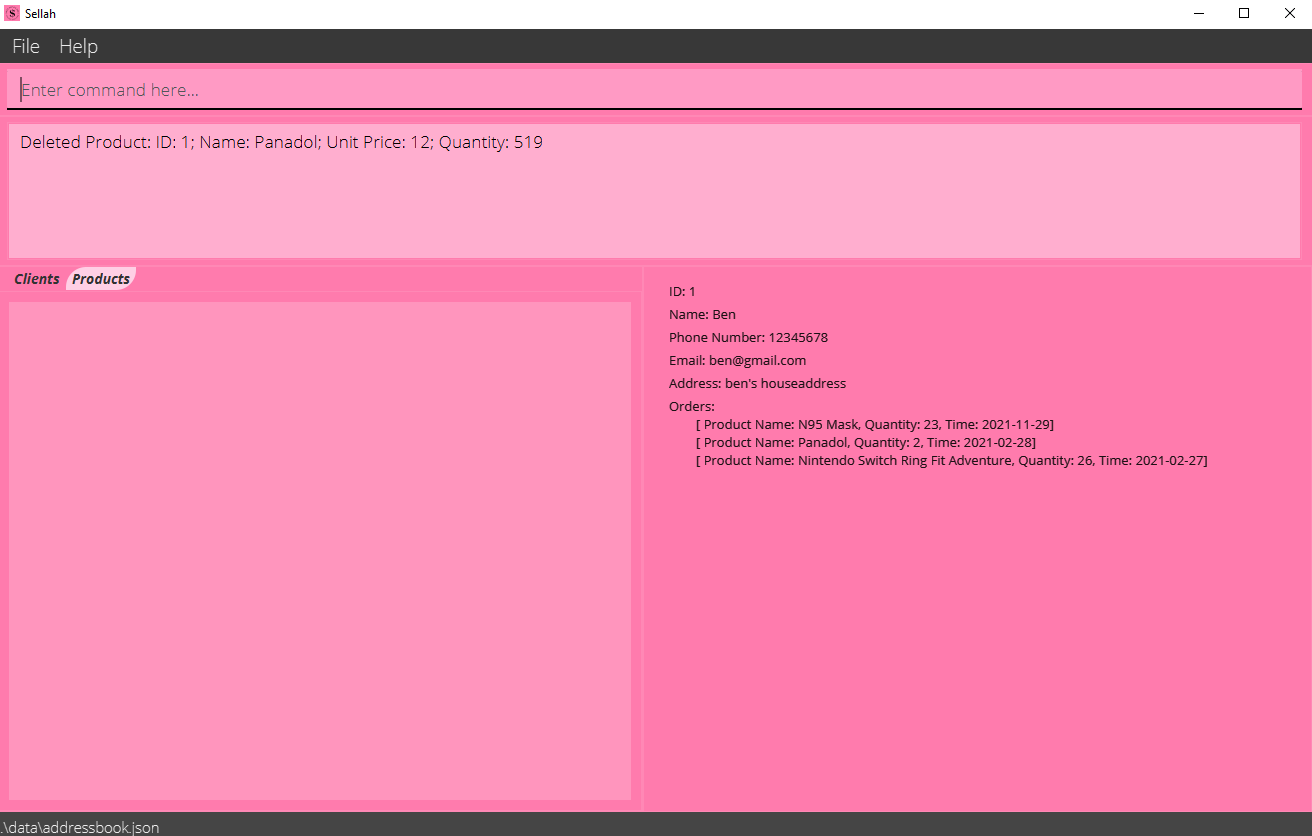 S Sellah
File Help
Enter command here...
Deleted Product: ID: 1; Name: Panadol; Unit Price: 12; Quantity: 519
Clients Products
ID: 1
Name: Ben
Phone Number: 12345678
Email: ben@gmail.com
Address: ben's houseaddress
Orders:
[ Product Name: N95 Mask, Quantity: 23, Time: 2021-11-29]
[ Product Name: Panadol, Quantity: 2, Time: 2021-02-28]
[ Product Name: Nintendo Switch Ring Fit Adventure, Quantity: 26, Time: 2021-02-27]
.\data\addressbook.json